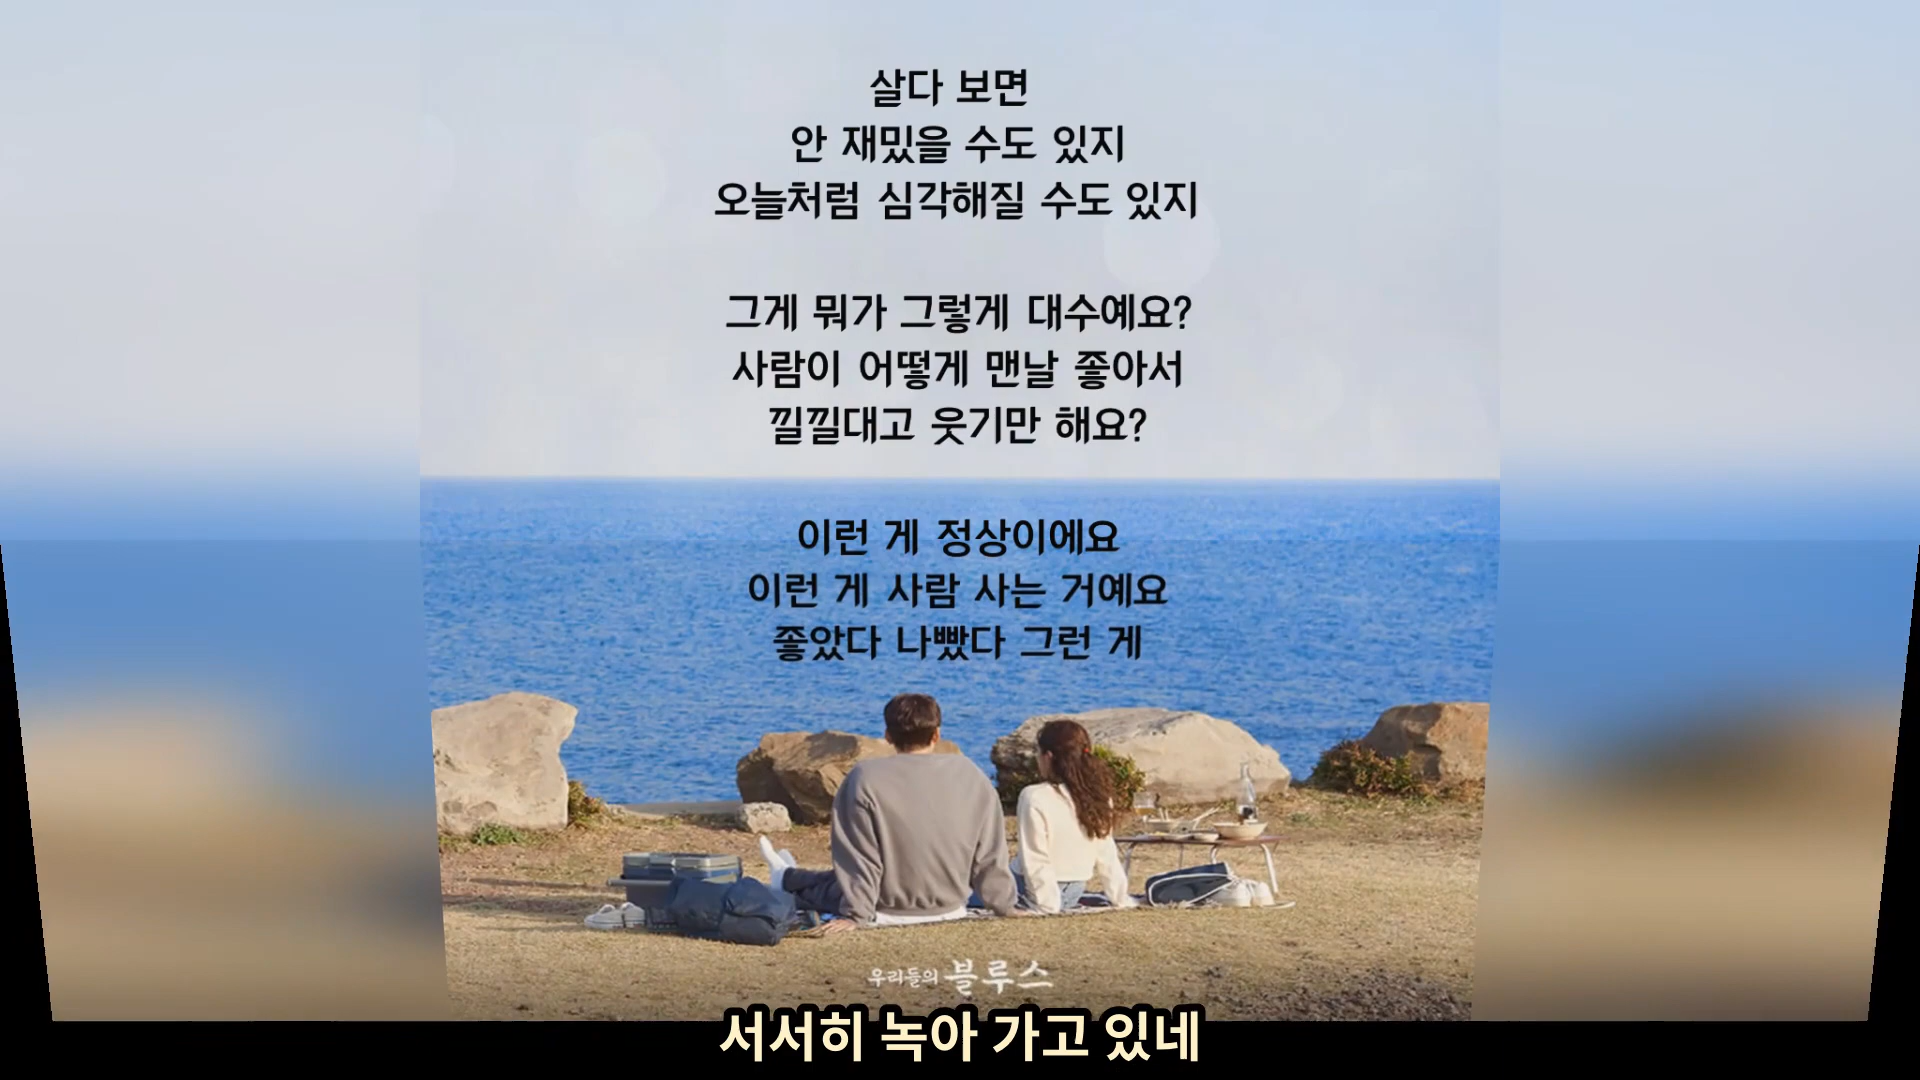 살다 보면
안 재밌을 수도 있지
오늘처럼 심각해질 수도 있지
그게 뭐가 그렇게 대수예요?
사람이 어떻게 맨날 좋아서
낄낄대고 웃기만 해요?
이런 게 정상이에요
이런 게 사람 사는 거예요
좋았다 나빴다 그런 게
우리들의 블루스
서서히 녹아 가고 있네